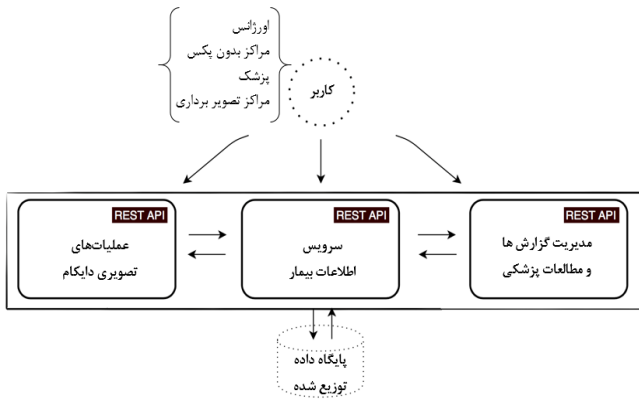 اورژانس
مراکز بدون پکس
پزشک
مراکز تصویر برداری
کاربر
REST API
مدیریت گزارش ها
و مطالعات پزشکی
REST API
سرویس
اطلاعات بیمار
REST API
عملیات‌های
تصویری دایکام
پایگاه داده
توزیع شده